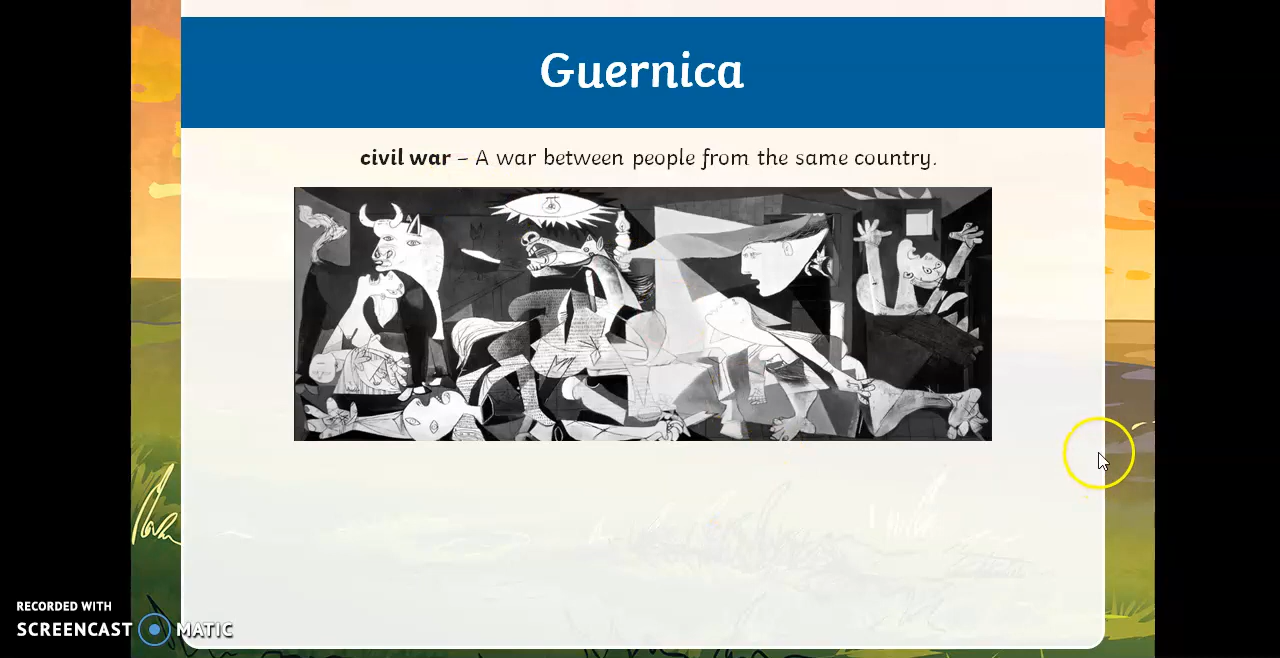 Guernica
civil war – A war between people from the same country.
RECORDED WITH
SCREENCAST MATIC